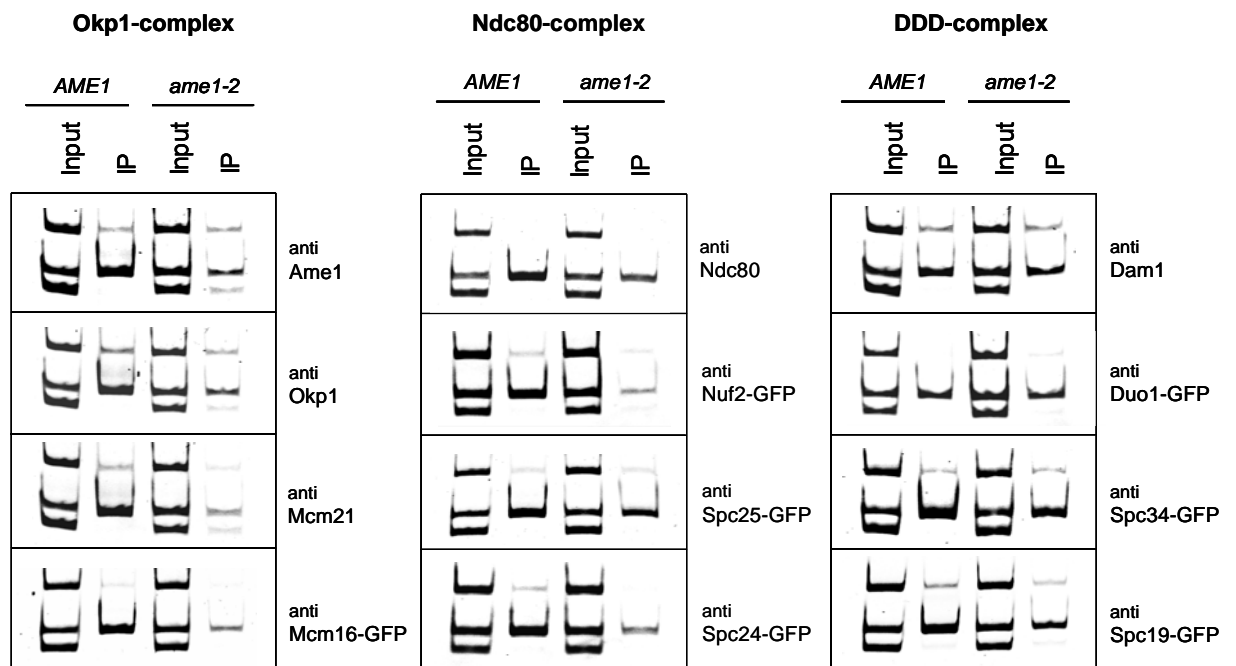 Okp1-complex
Ndc80-complex
DDD-complex
AME1
ame1-2
AME1
ame1-2
AME1
ame1-2
Input
IP
Input
IP
Input
IP
Input
IP
Input
IP
Input
IP
anti
Ame1
anti
Ndc80
anti
Dam1
anti
Okp1
anti
Nuf2-GFP
anti
Duo1-GFP
anti
Mcm21
anti
Spc25-GFP
anti
Spc34-GFP
anti
Mcm16-GFP
anti
Spc24-GFP
anti
Spc19-GFP